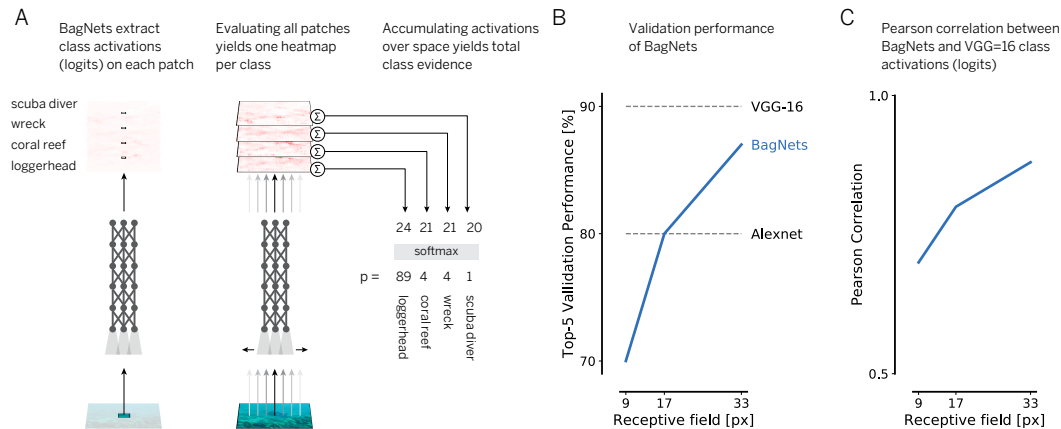 A
BagNets extract
class activations
(logits) on each patch
Evaluating all patches
yields one heatmap
per class
Accumulating activations
over space yields total
class evidence
scuba diver
wreck
coral reef
loggerhead
Σ
Σ
Σ
Σ
24 21 21 20
softmax
p = 89 4 4 1
loggerhead
coral reef
wreck
scuba diver
B
Validation performance
of BagNets
Top-5 Vallidation Performance [%]
90
80
70
VGG-16
BagNets
Alexnet
9 17 33
Receptive field [px]
C
Pearson correlation between
BagNets and VGG=16 class
activations (logits)
Pearson Correlation
1.0
0.5
9 17 33
Receptive field [px]